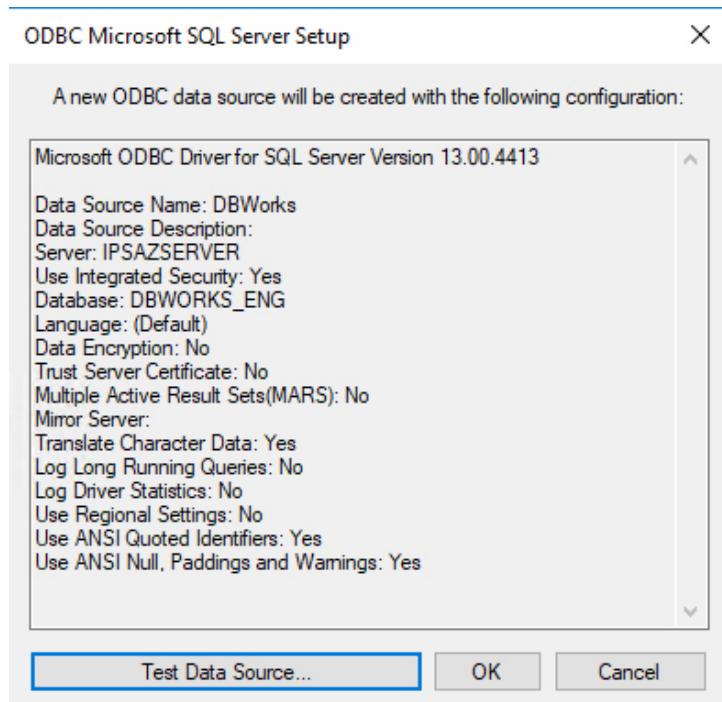 ODBC Microsoft SQL Server Setup
A new ODBC data source will be created with the following configuration:
Microsoft ODBC Driver for SQL Server Version 13.00.4413
Data Source Name: DBWorks
Data Source Description:
Server: IPSAZSERVER
Use Integrated Security: Yes
Database: DBWORKS_ENG
Language: (Default)
Data Encryption: No
Trust Server Certificate: No
Multiple Active Result Sets(MARS): No
Mirror Server:
Translate Character Data: Yes
Log Long Running Queries: No
Log Driver Statistics: No
Use Regional Settings: No
Use ANSI Quoted Identifiers: Yes
Use ANSI Null, Paddings and Warnings: Yes
Test Data Source...
OK
Cancel